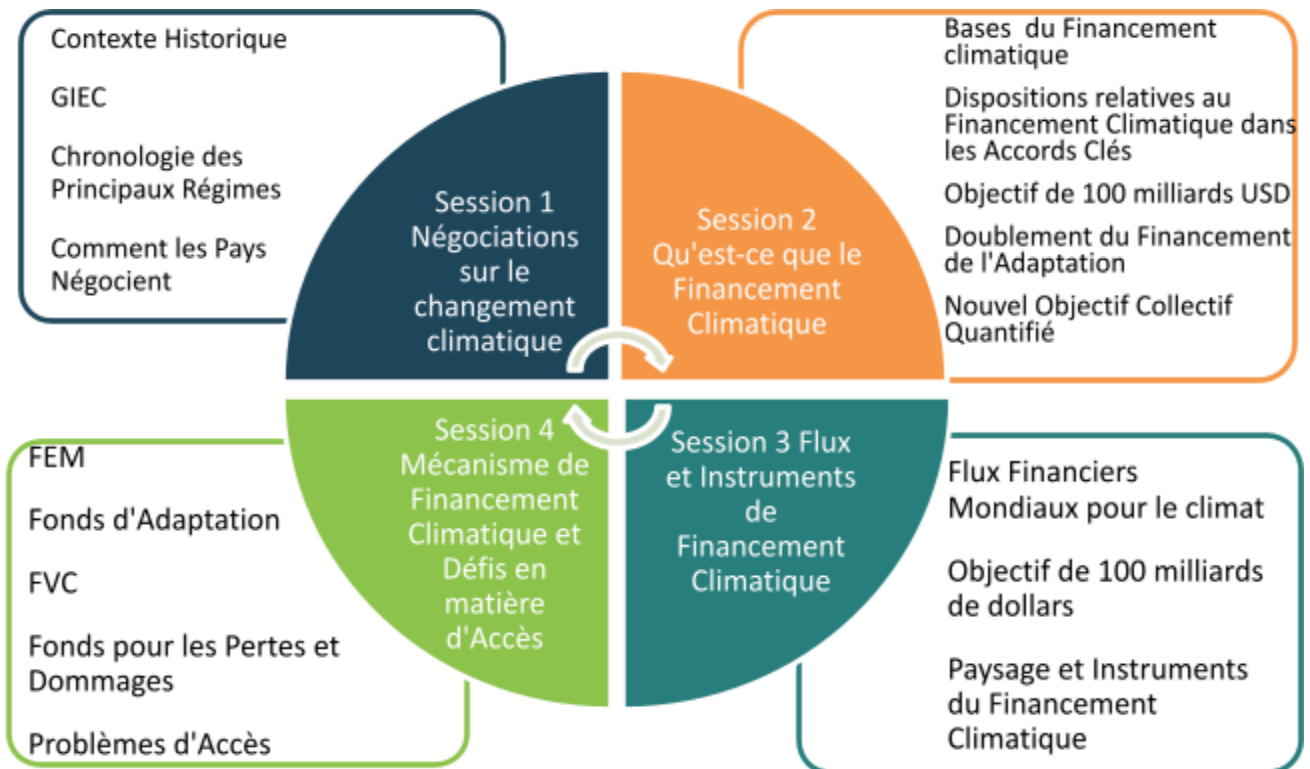 Contexte Historique
GIEC
Chronologie des
Principaux Régimes
Comment les Pays
Négocient
Session 1
Négociations
sur le
changement
climatique
Bases du Financement
climatique
Dispositions relatives au
Financement Climatique dans
les Accords Clés
Objectif de 100 milliards USD
Doublement du Financement
de l'Adaptation
Nouvel Objectif Collectif
Quantifié
Session 2
Qu'est-ce que le
Financement
Climatique
Session 3 Flux
et Instruments
de
Financement
Climatique
Flux Financiers
Mondiaux pour le climat
Objectif de 100 milliards
de dollars
Paysage et Instruments
du Financement
Climatique
Session 4
Mécanisme de
Financement
Climatique et
Défis en
matière
d'Accès
FEM
Fonds d'Adaptation
FVC
Fonds pour les Pertes et
Dommages
Problèmes d'Accès